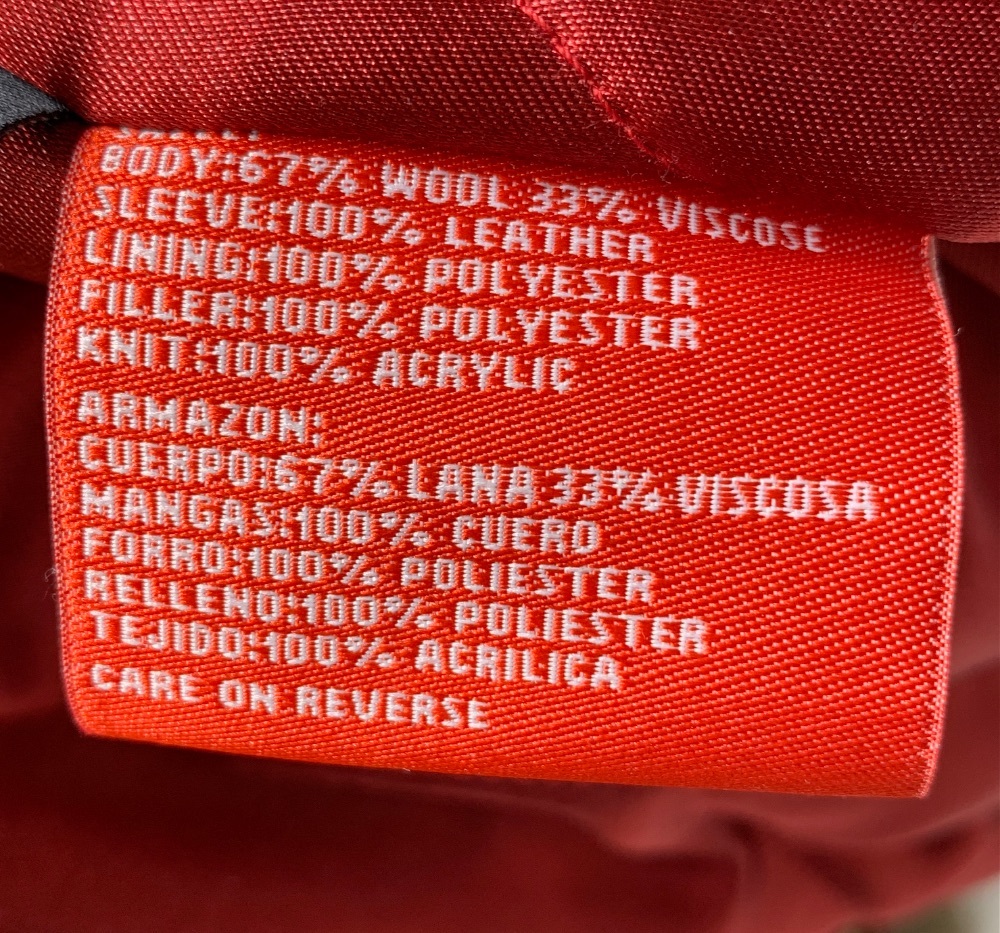 BODY:67% WOOL 33% VISCOSE
SLEEVE:100% LEATHER
LINING:100% POLYESTER
FILLER:100% POLYESTER
KNIT:100% ACRYLIC
ARMAZON:
CUERPO:67% LANA 33% VISCOSA
MANGAS:100% CUERO
FORRO:100% POLIESTER
RELLENO:100% POLIESTER
TEJIDO:100% ACRILICA
CARE ON REVERSE